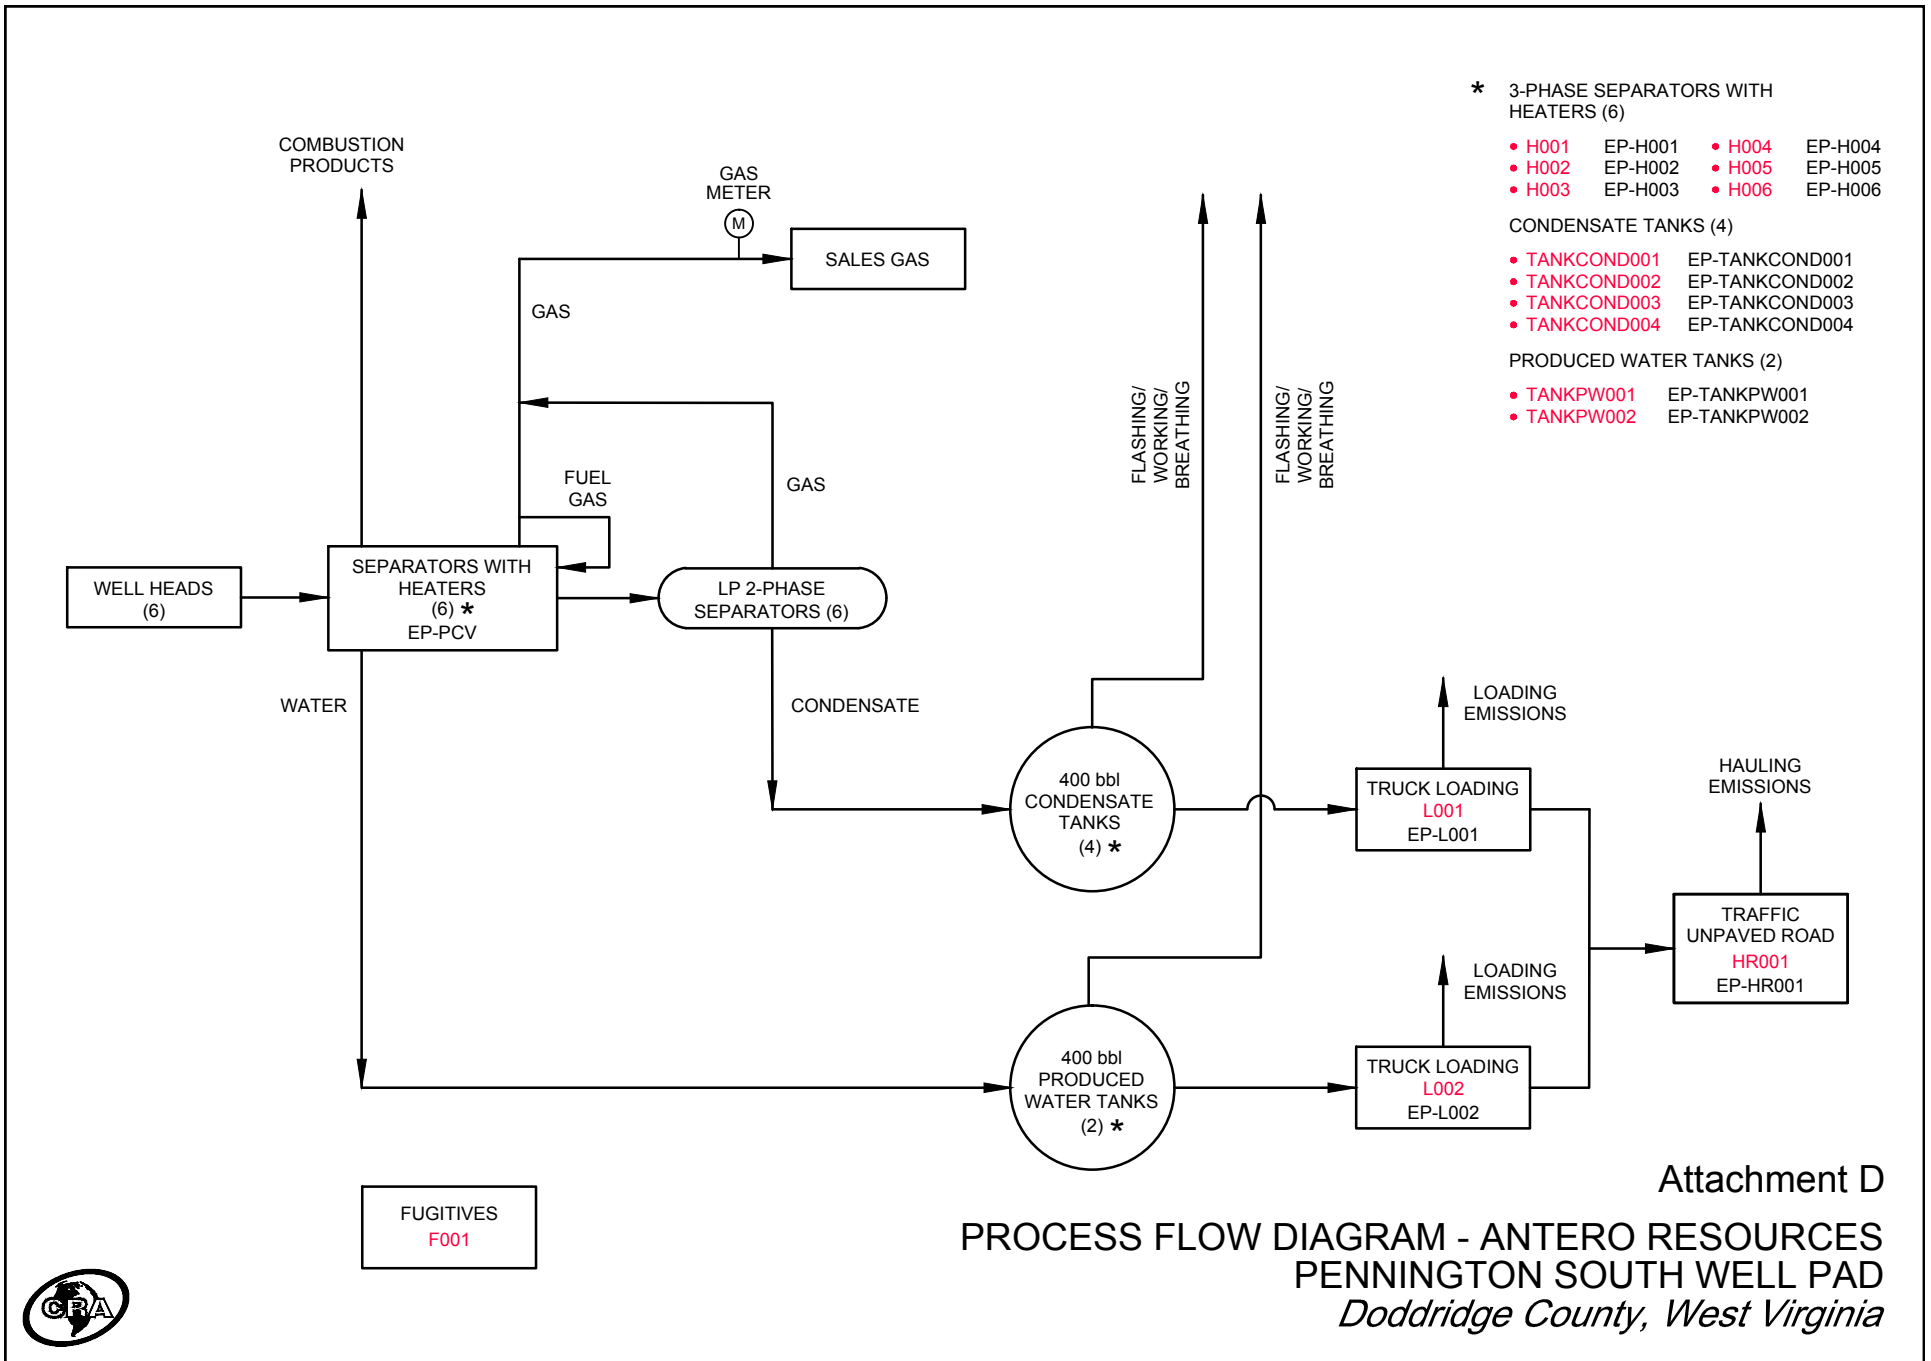 * 3-PHASE SEPARATORS WITH
HEATERS (6)
• H001 EP-H001 • H004 EP-H004
• H002 EP-H002 • H005 EP-H005
• H003 EP-H003 • H006 EP-H006
CONDENSATE TANKS (4)
• TANKCOND001 EP-TANKCOND001
• TANKCOND002 EP-TANKCOND002
• TANKCOND003 EP-TANKCOND003
• TANKCOND004 EP-TANKCOND004
PRODUCED WATER TANKS (2)
• TANKPW001 EP-TANKPW001
• TANKPW002 EP-TANKPW002
COMBUSTION
PRODUCTS
GAS
METER
M
SALES GAS
GAS
FUEL
GAS
GAS
FLASHING/
WORKING/
BREATHING
FLASHING/
WORKING/
BREATHING
WELL HEADS
(6)
SEPARATORS WITH
HEATERS
(6) *
EP-PCV
LP 2-PHASE
SEPARATORS (6)
WATER
CONDENSATE
400 bbl
CONDENSATE
TANKS
(4) *
LOADING
EMISSIONS
TRUCK LOADING
L001
EP-L001
HAULING
EMISSIONS
TRAFFIC
UNPAVED ROAD
HR001
EP-HR001
LOADING
EMISSIONS
400 bbl
PRODUCED
WATER TANKS
(2) *
TRUCK LOADING
L002
EP-L002
FUGITIVES
F001
Attachment D
PROCESS FLOW DIAGRAM - ANTERO RESOURCES
PENNINGTON SOUTH WELL PAD
Doddridge County, West Virginia
CRA